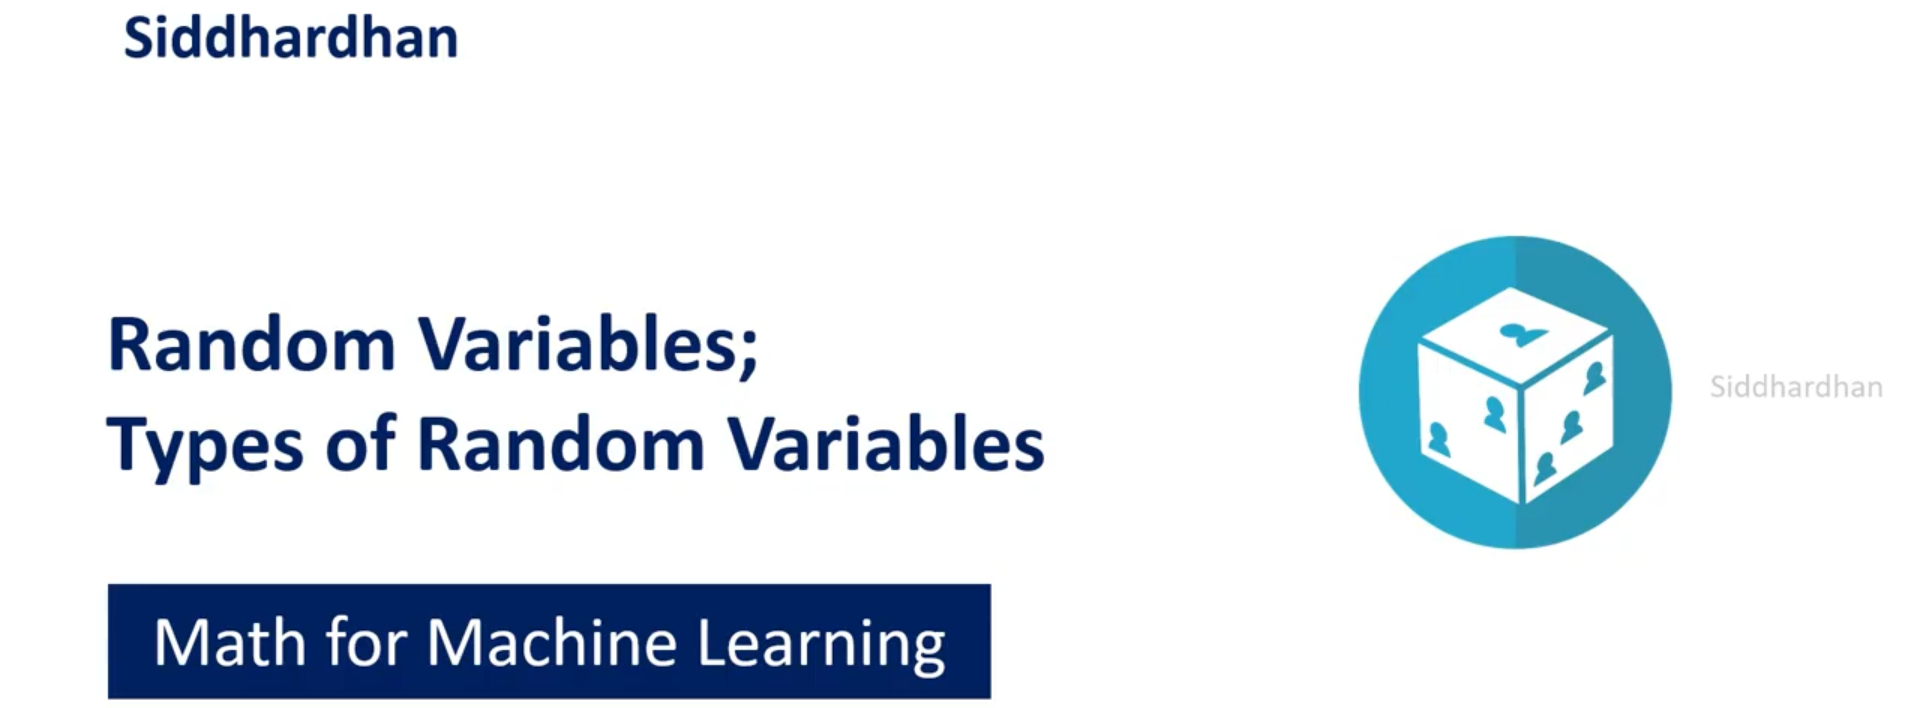 Siddhardhan
Random Variables;
Types of Random Variables
Siddhardhan
Math for Machine Learning